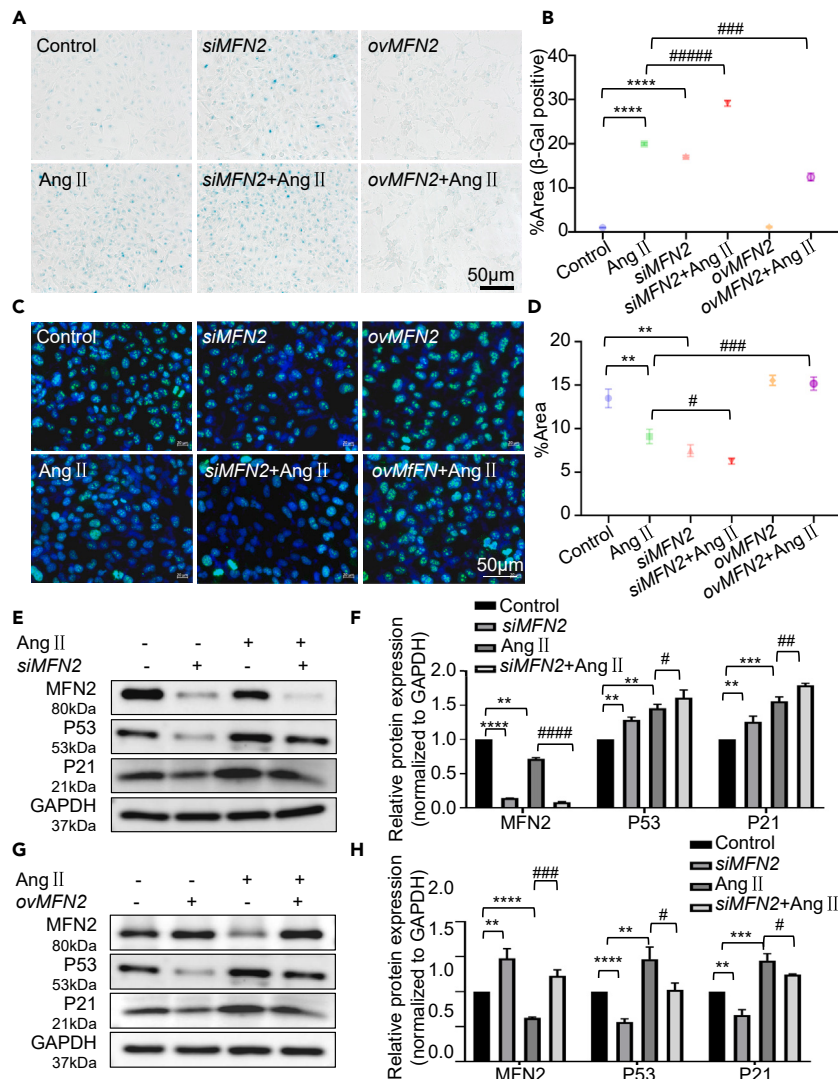 A
Control
siMFN2
ovMFN2
Ang Ⅱ
siMFN2+Ang Ⅱ
ovMFN2+Ang Ⅱ
50μm
B
###
#####
****
****
%Area (β-Gal positive)
40
30
20
10
0
Control
Ang Ⅱ
siMFN2
siMFN2+Ang Ⅱ
ovMFN2
ovMFN2+Ang Ⅱ
C
Control
siMFN2
ovMFN2
Ang Ⅱ
siMFN2+Ang Ⅱ
ovMfFN+Ang Ⅱ
50μm
D
**
###
**
#
%Area
20
15
10
5
0
Control
Ang Ⅱ
siMFN2
siMFN2+Ang Ⅱ
ovMFN2
ovMFN2+Ang Ⅱ
E
Ang Ⅱ - - + +
siMFN2 - + - +
MFN2
80kDa
P53
53kDa
P21
21kDa
GAPDH
37kDa
F
Control
siMFN2
Ang Ⅱ
siMFN2+Ang Ⅱ
Relative protein expression
(normalized to GAPDH)
2.0
1.5
1.0
0.5
0.0
**
****
####
**
**
#
***
**
##
MFN2 P53 P21
G
Ang Ⅱ - - + +
ovMFN2 - + - +
MFN2
80kDa
P53
53kDa
P21
21kDa
GAPDH
37kDa
H
Control
siMFN2
Ang Ⅱ
siMFN2+Ang Ⅱ
Relative protein expression
(normalized to GAPDH)
2.0
1.5
1.0
0.5
0.0
###
****
**
**
****
#
***
**
#
MFN2 P53 P21